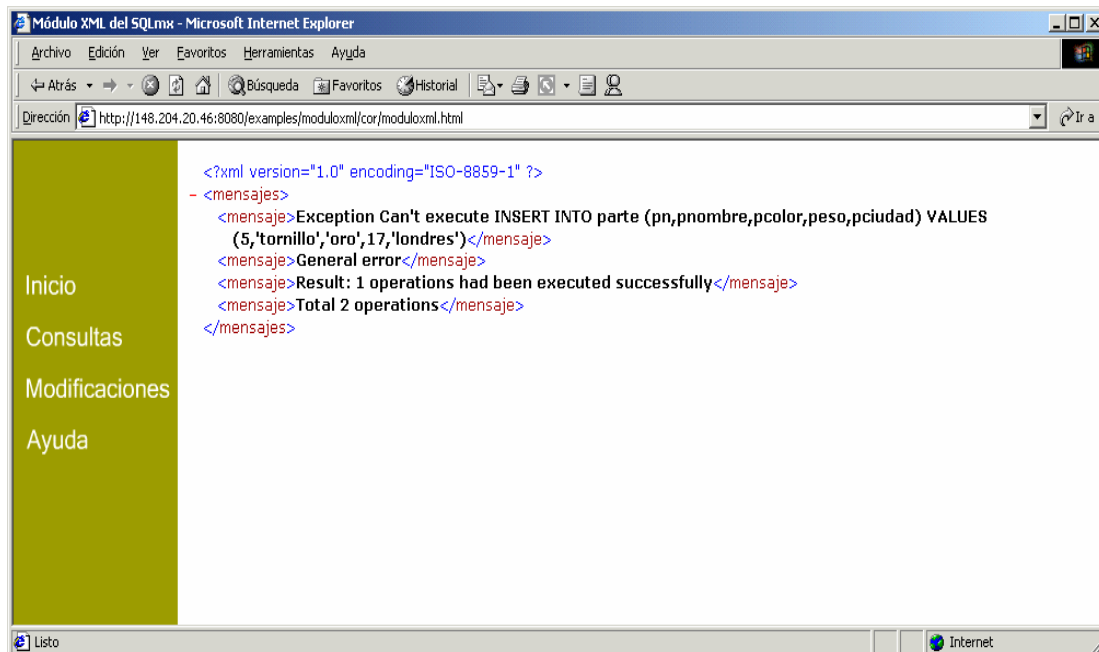 Módulo XML del SQLmx - Microsoft Internet Explorer
Archivo Edición Ver Favoritos Herramientas Ayuda
Atrás Búsqueda Favoritos Historial
Dirección http://148.204.20.46:8080/examples/moduloxml/cor/moduloxml.html Ir a
<?xml version="1.0" encoding="ISO-8859-1" ?>
- <mensajes>
<mensaje>Exception Can't execute INSERT INTO parte (pn,pnombre,pcolor,peso,pciudad) VALUES
(5,'tornillo','oro',17,'londres')</mensaje>
<mensaje>General error</mensaje>
<mensaje>Result: 1 operations had been executed successfully</mensaje>
<mensaje>Total 2 operations</mensaje>
</mensajes>
Inicio
Consultas
Modificaciones
Ayuda
Listo Internet